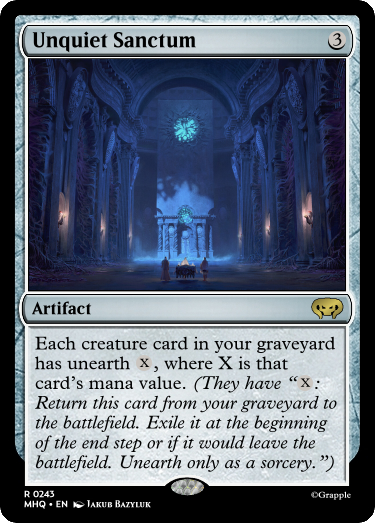 Unquiet Sanctum 3
Artifact
Each creature card in your graveyard
has unearth X, where X is that
card's mana value. (They have “X:
Return this card from your graveyard to
the battlefield. Exile it at the beginning
of the end step or if it would leave the
battlefield. Unearth only as a sorcery.”)
R 0243
MHQ • EN Jakub Bazyluk
©Grapple